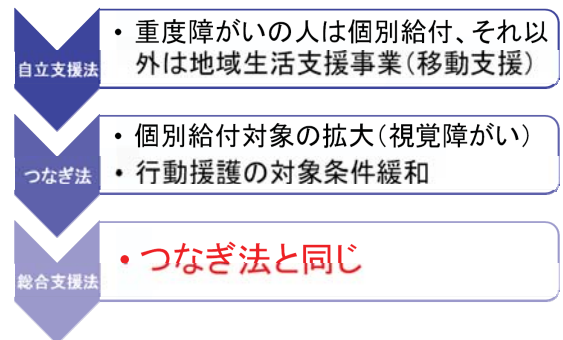 自立支援法
・重度障がいの人は個別給付、それ以
外は地域生活支援事業（移動支援）
つなぎ法
・個別給付対象の拡大（視覚障がい）
・行動援護の対象条件緩和
総合支援法
・つなぎ法と同じ